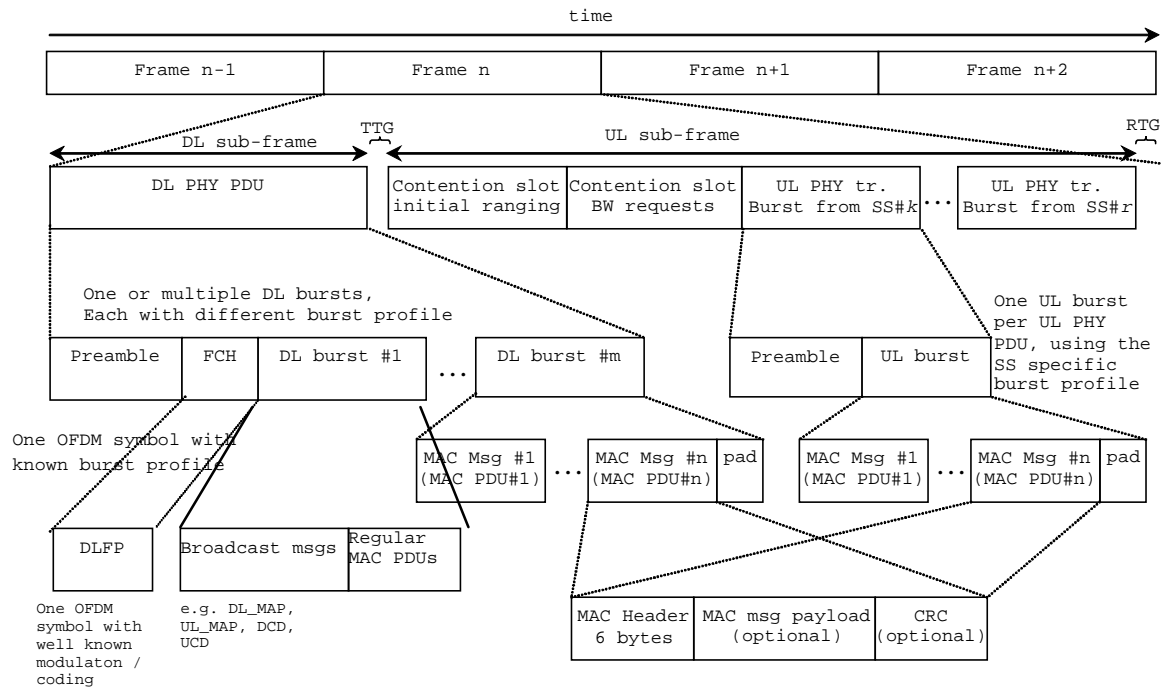 time
Frame n-1
Frame n
Frame n+1
Frame n+2
DL sub-frame
TTG
UL sub-frame
RTG
DL PHY PDU
Contention slot
initial ranging
Contention slot
BW requests
UL PHY tr.
Burst from SS#k
...
UL PHY tr.
Burst from SS#r
One or multiple DL bursts,
Each with different burst profile
One UL burst
per UL PHY
PDU, using the
SS specific
burst profile
Preamble
FCH
DL burst #1
...
DL burst #m
Preamble
UL burst
One OFDM symbol with
known burst profile
MAC Msg #1
(MAC PDU#1)
...
MAC Msg #n
(MAC PDU#n)
pad
MAC Msg #1
(MAC PDU#1)
...
MAC Msg #n
(MAC PDU#n)
pad
DLFP
Broadcast msgs
Regular
MAC PDUs
One OFDM
symbol with
well known
modulaton /
coding
e.g. DL_MAP,
UL_MAP, DCD,
UCD
MAC Header
6 bytes
MAC msg payload
(optional)
CRC
(optional)